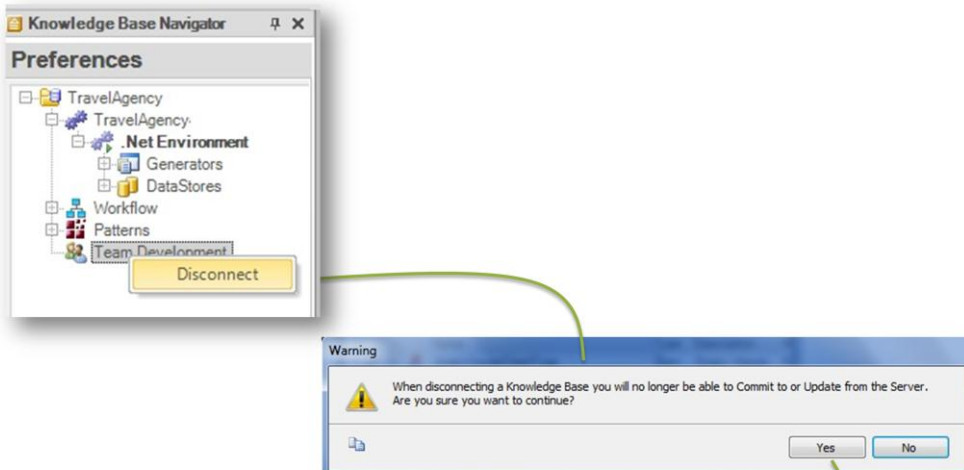 Knowledge Base Navigator
Preferences
TravelAgency
TravelAgency
.Net Environment
Generators
DataStores
Workflow
Patterns
Team Development
Disconnect
Warning
When disconnecting a Knowledge Base you will no longer be able to Commit to or Update from the Server.
Are you sure you want to continue?
Yes No